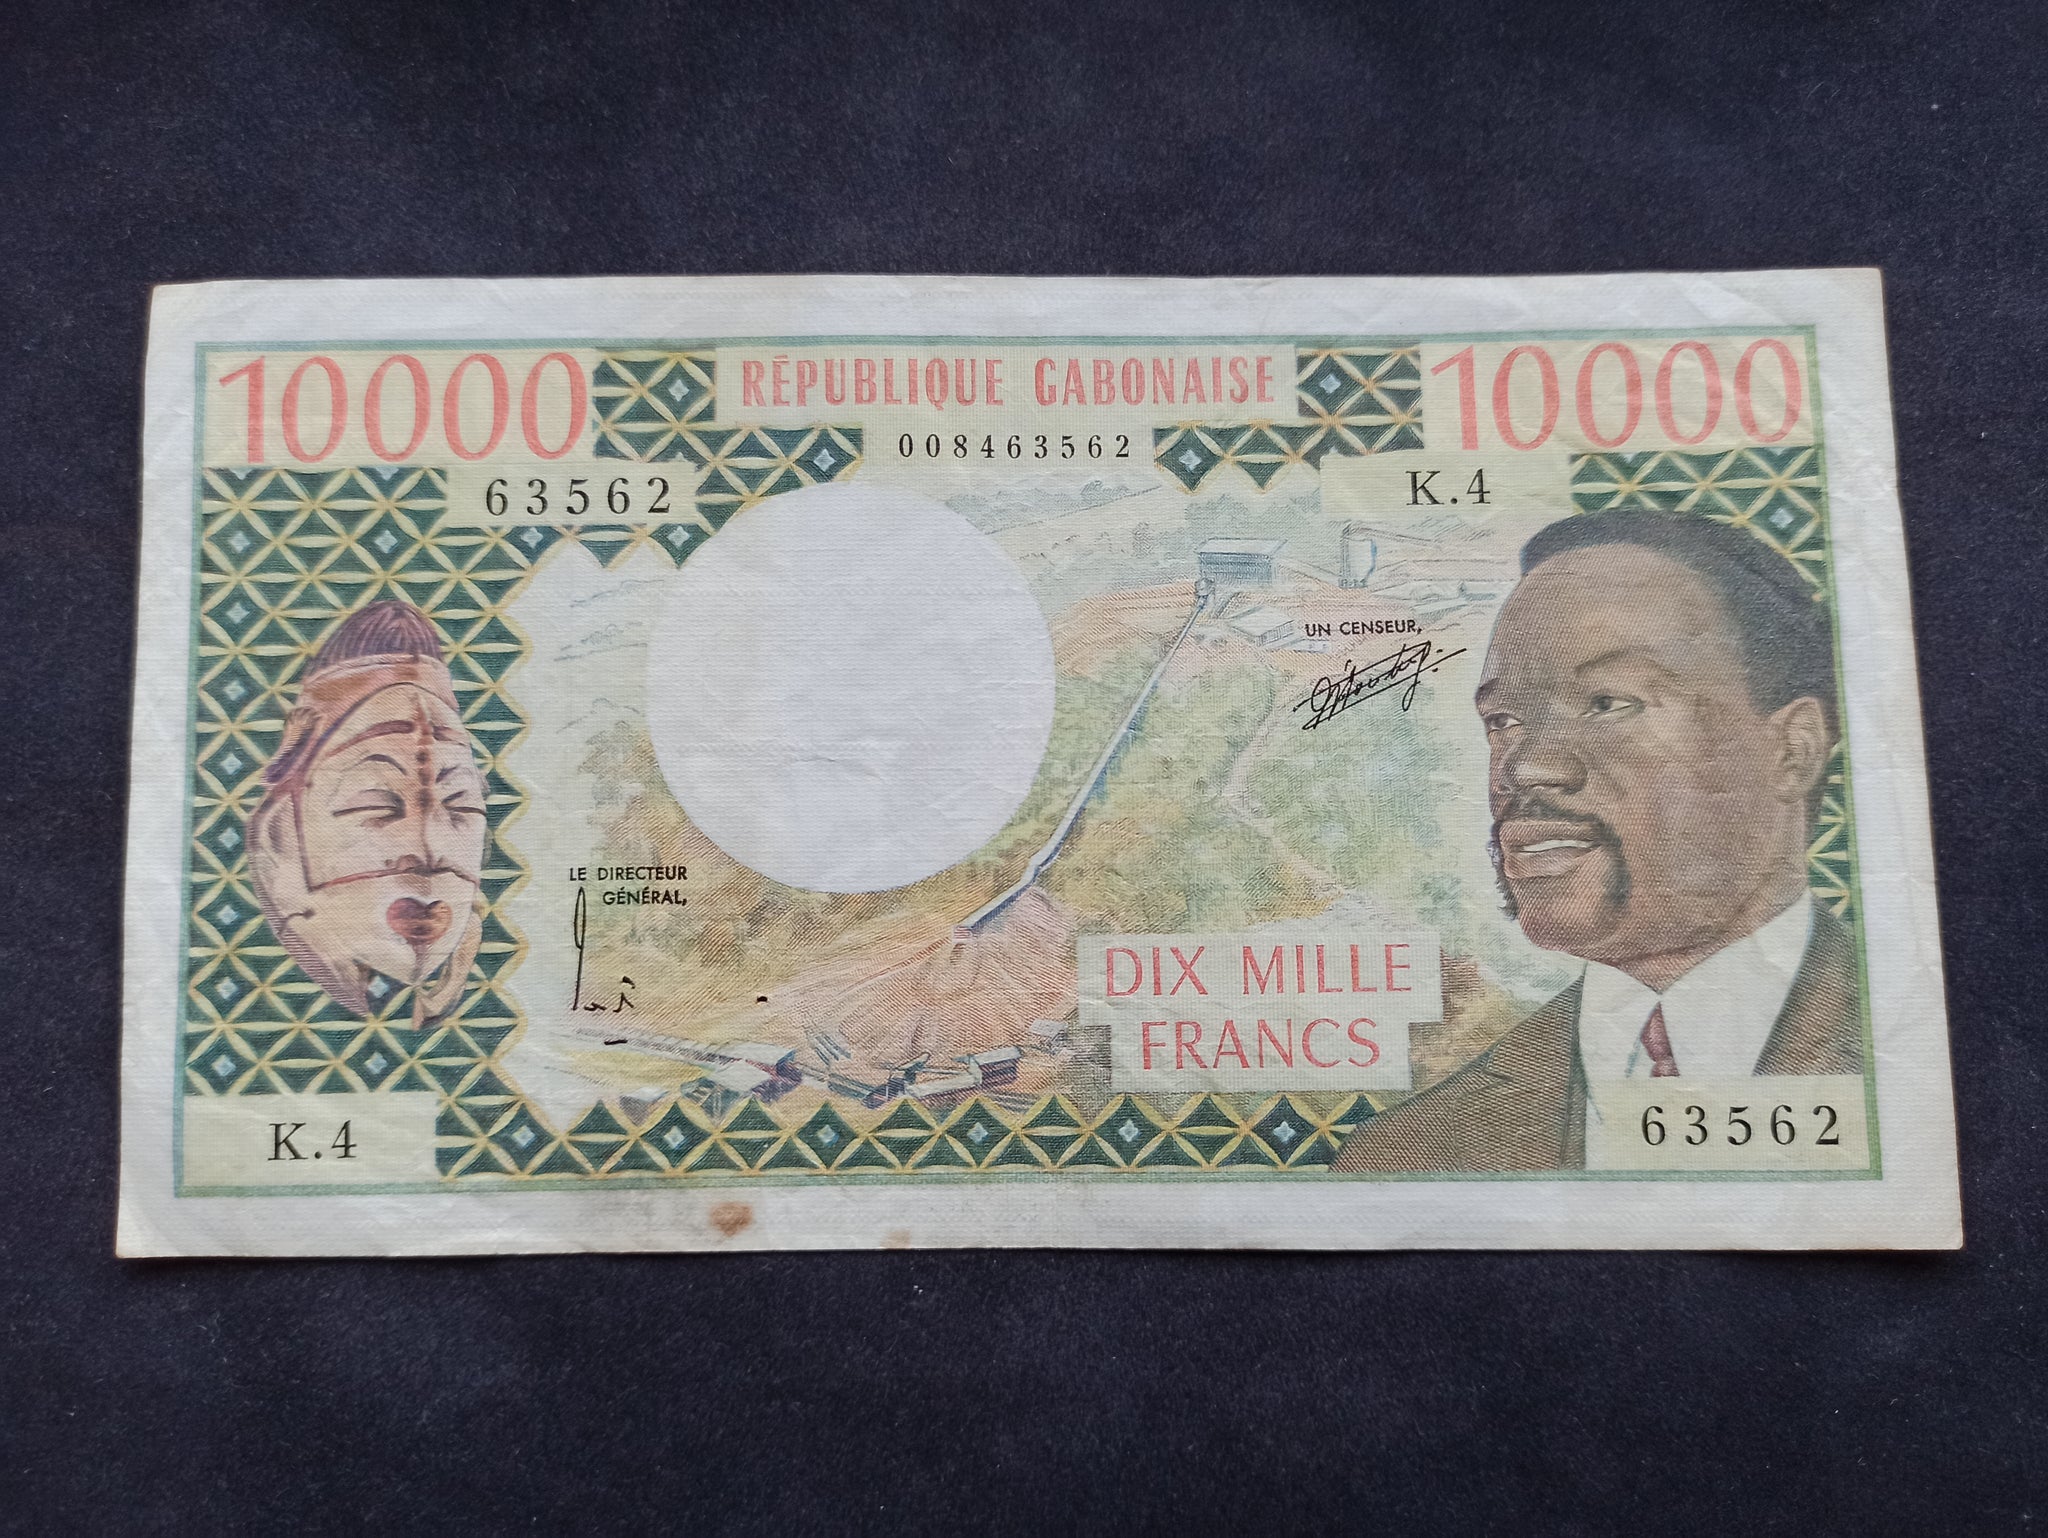 10000
RÉPUBLIQUE GABONAISE
10000
008463562
63562
K.4
UN CENSEUR,
LE DIRECTEUR
GÉNÉRAL,
DIX MILLE
FRANCS
K.4
63562